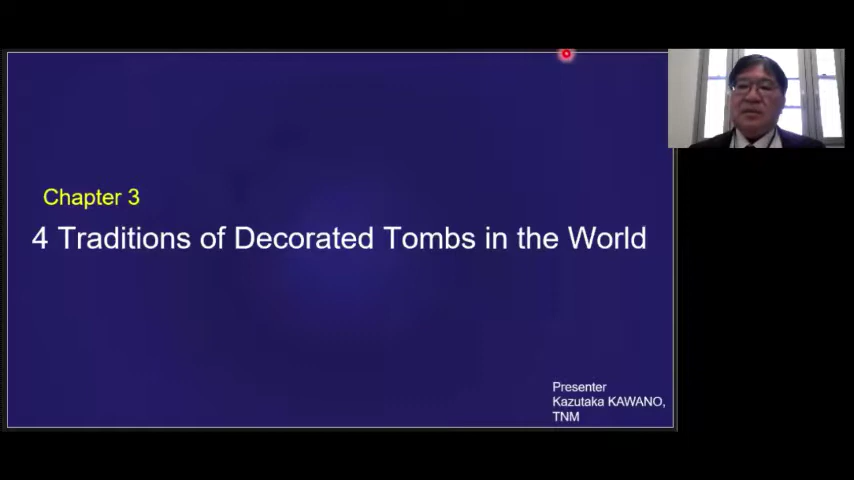 Chapter 3
4 Traditions of Decorated Tombs in the World
Presenter
Kazutaka KAWANO,
TNM